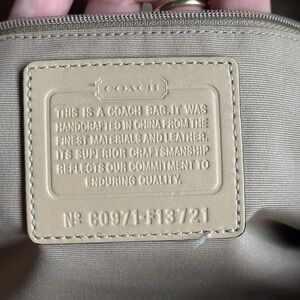 COACH
THIS IS A COACH BAG.IT WAS
HANDCRAFTED IN CHINA FROM THE
FINEST MATERIALS AND LEATHER.
ITS SUPERIOR CRAFTSMANSHIP
REFLECTS OUR COMMITMENT TO
ENDURING QUALITY.
Nº C0971-F13721